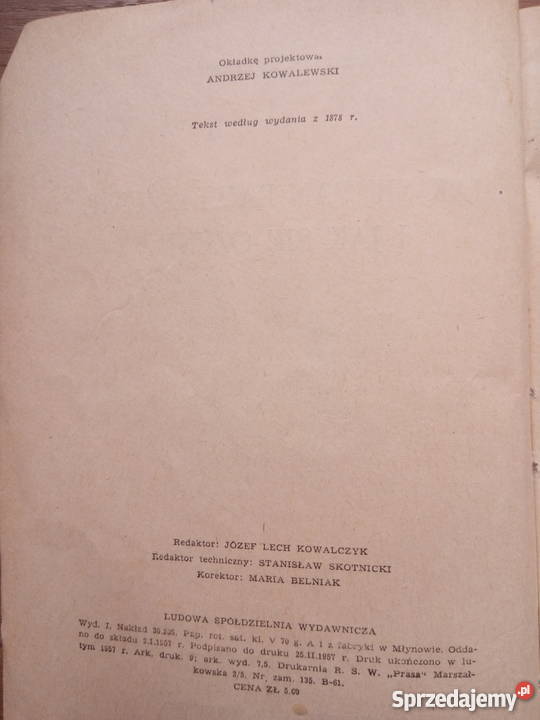 Okładkę projektował
ANDRZEJ KOWALEWSKI
Tekst według wydania z 1878 r.
Redaktor: JÓZEF LECH KOWALCZYK
Redaktor techniczny: STANISŁAW SKOTNICKI
Korektor: MARIA BELNIAK
LUDOWA SPÓŁDZIELNIA WYDAWNICZA
Wyd. I. Nakład Pap. rot. sat. kl. V 70 g. A 1 z fabryki w Młynowie. Odda-
no do składu 2.I.1957 r. Podpisano do druku 25.II.1957 r. Druk ukończono w lu-
tym 1957 r. Ark. druk. 9; ark. wyd. 7,5. Drukarnia R. S. W. „Prasa" Marszał-
kowska 3/5. Nr zam. 135. B-61.
CENA ZŁ 5.00
Sprzedajemy.pl